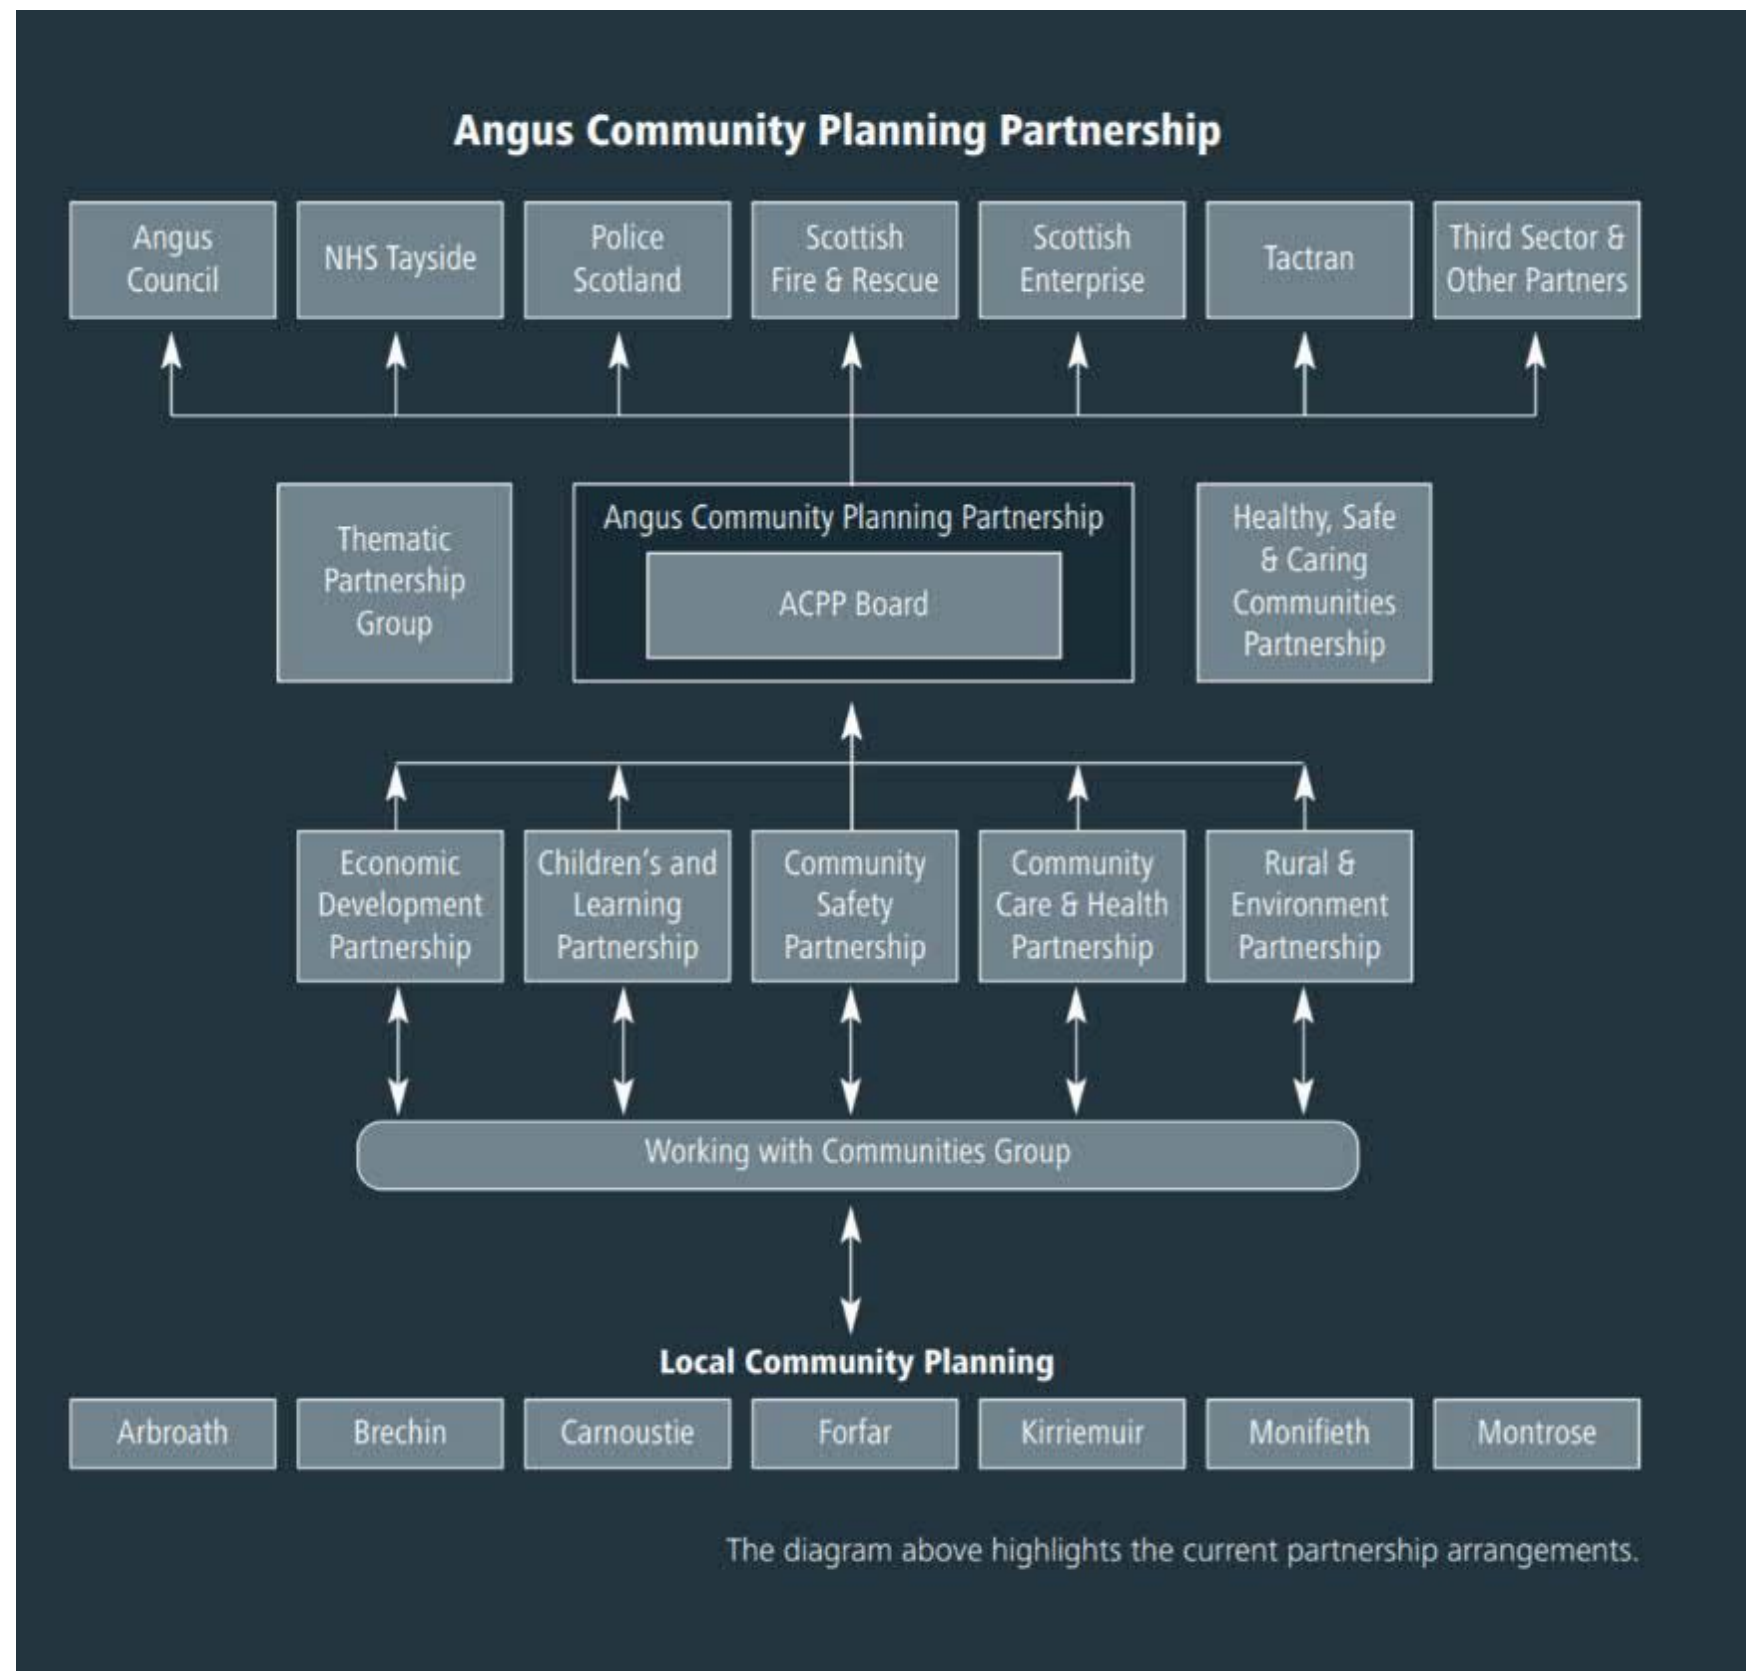 Angus Community Planning Partnership
Angus
Council
NHS Tayside
Police
Scotland
Scottish
Fire & Rescue
Scottish
Enterprise
Tactran
Third Sector &
Other Partners
Thematic
Partnership
Group
Angus Community Planning Partnership
ACPP Board
Healthy, Safe
& Caring
Communities
Partnership
Economic
Development
Partnership
Children's and
Learning
Partnership
Community
Safety
Partnership
Community
Care & Health
Partnership
Rural &
Environment
Partnership
Working with Communities Group
Local Community Planning
Arbroath
Brechin
Carnoustie
Forfar
Kirriemuir
Monifieth
Montrose
The diagram above highlights the current partnership arrangements.